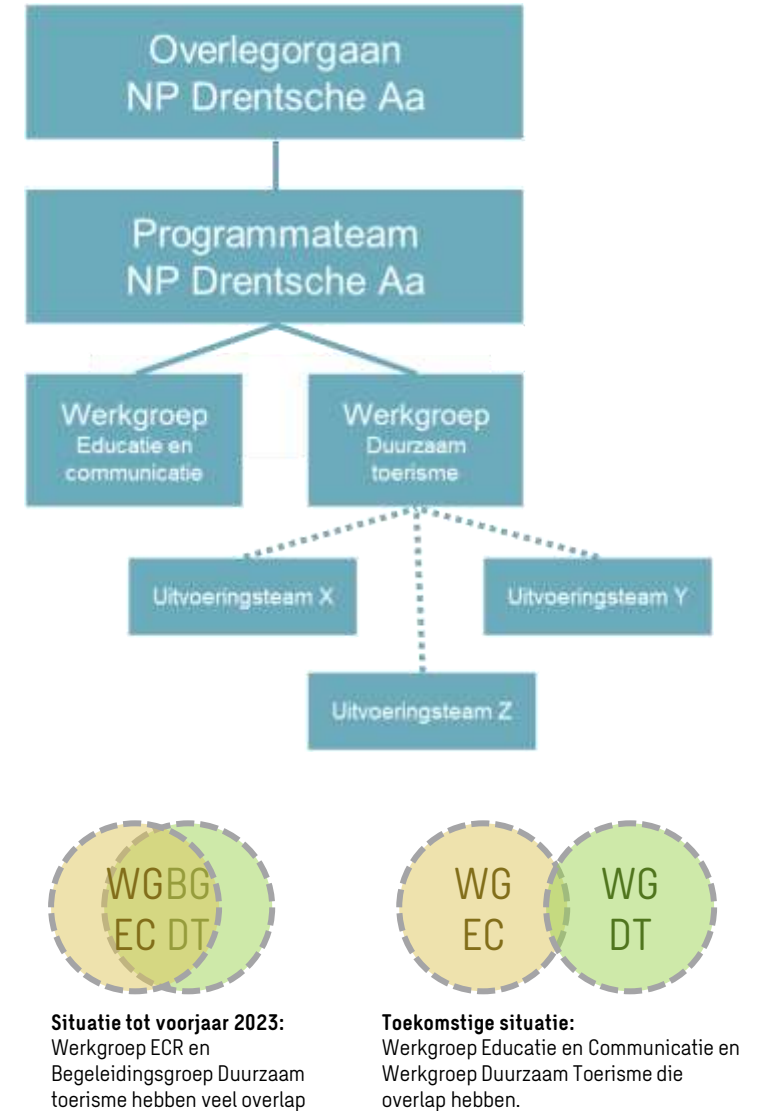 Overlegorgaan
NP Drentsche Aa
Programmateam
NP Drentsche Aa
Werkgroep
Educatie en
communicatie
Werkgroep
Duurzaam
toerisme
Uitvoeringsteam X
Uitvoeringsteam Y
Uitvoeringsteam Z
WG
EC
BG
DT
WG
EC
WG
DT
Situatie tot voorjaar 2023:
Werkgroep ECR en
Begeleidingsgroep Duurzaam
toerisme hebben veel overlap
Toekomstige situatie:
Werkgroep Educatie en Communicatie en
Werkgroep Duurzaam Toerisme die
overlap hebben.